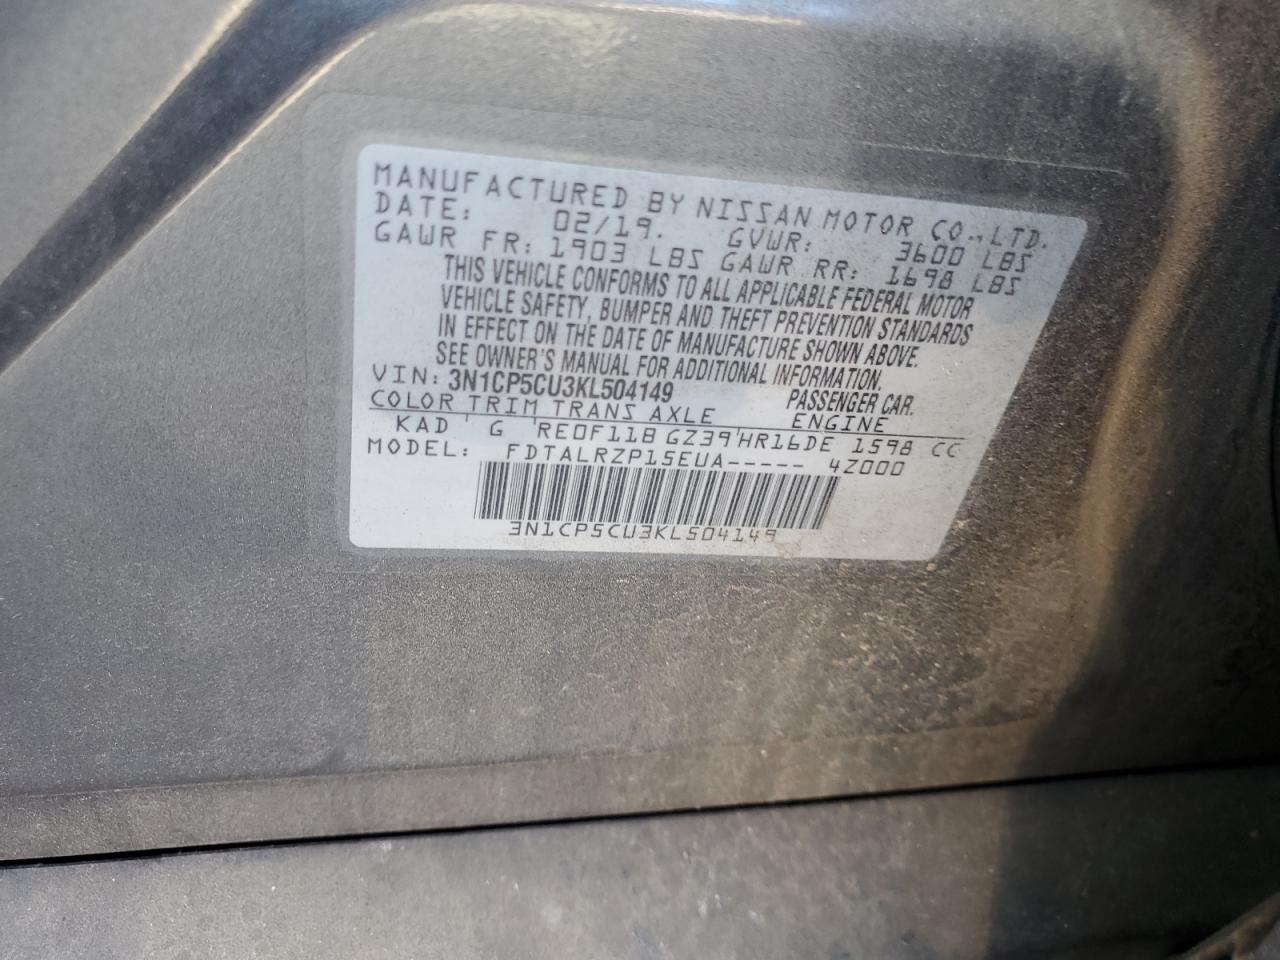 MANUFACTURED BY NISSAN MOTOR CO., LTD.
DATE: 02/19. GVWR: 3600 LBS
GAWR FR: 1903 LBS GAWR RR: 1698 LBS
THIS VEHICLE CONFORMS TO ALL APPLICABLE FEDERAL MOTOR
VEHICLE SAFETY, BUMPER AND THEFT PREVENTION STANDARDS
IN EFFECT ON THE DATE OF MANUFACTURE SHOWN ABOVE.
SEE OWNER'S MANUAL FOR ADDITIONAL INFORMATION.
VIN: 3N1CP5CU3KL504149 PASSENGER CAR.
COLOR TRIM TRANS AXLE ENGINE
KAD G RE0F11B GZ39 HR16DE 1598 CC
MODEL: FDTALRZP15EUA----- 4Z000
3N1CP5CU3KL504149